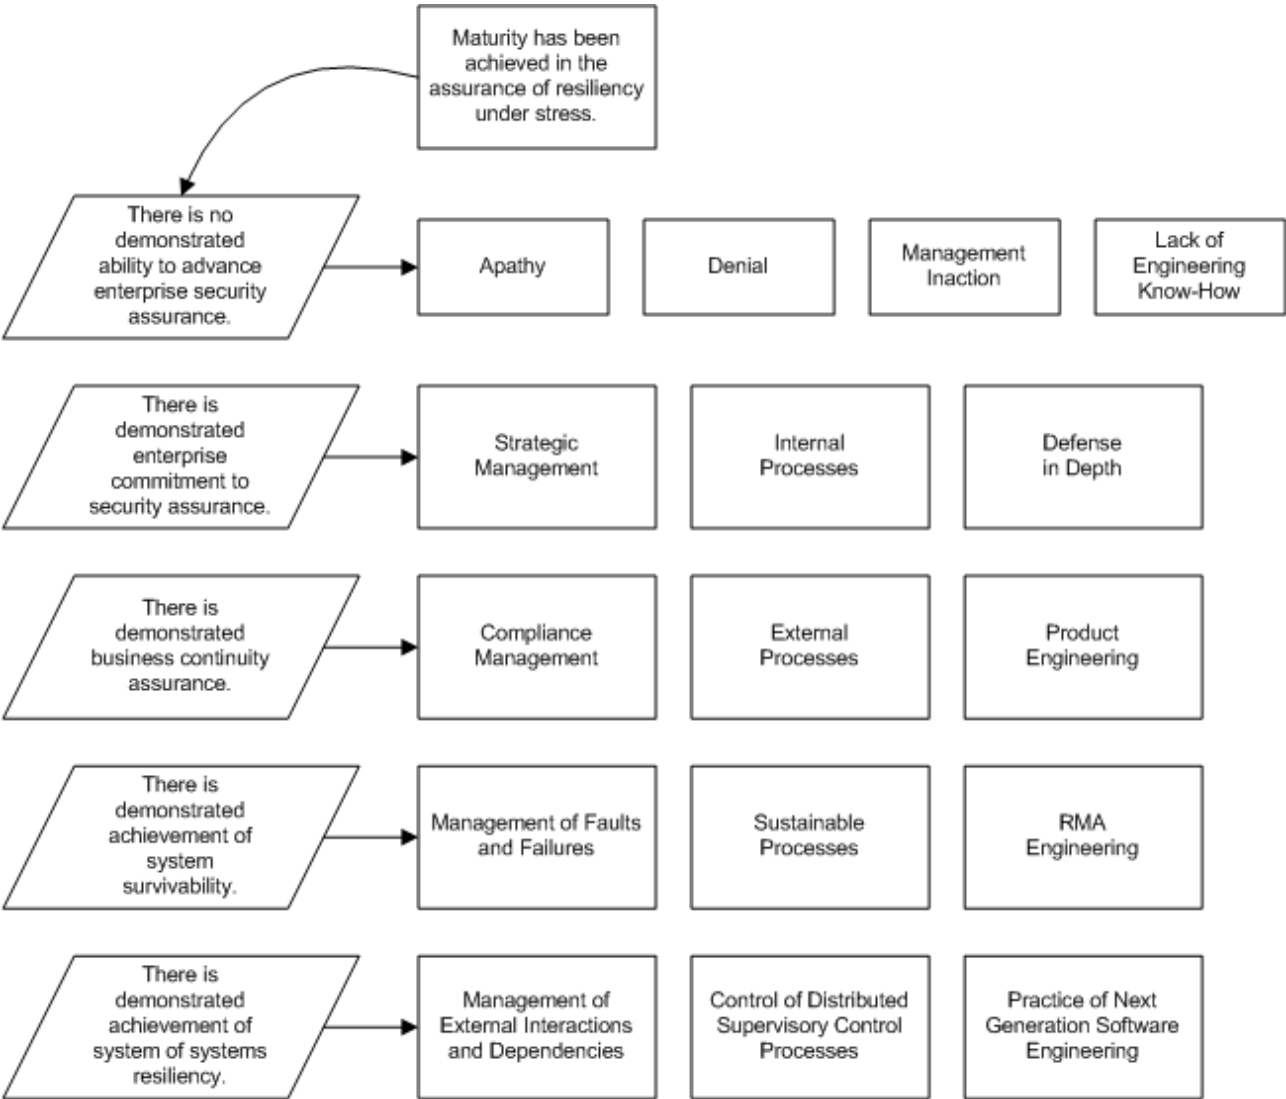 Maturity has been
achieved in the
assurance of resiliency
under stress.
There is no
demonstrated
ability to advance
enterprise security
assurance.
Apathy
Denial
Management
Inaction
Lack of
Engineering
Know-How
There is
demonstrated
enterprise
commitment to
security assurance.
Strategic
Management
Internal
Processes
Defense
in Depth
There is
demonstrated
business continuity
assurance.
Compliance
Management
External
Processes
Product
Engineering
There is
demonstrated
achievement of
system
survivability.
Management of Faults
and Failures
Sustainable
Processes
RMA
Engineering
There is
demonstrated
achievement of
system of systems
resiliency.
Management of
External Interactions
and Dependencies
Control of Distributed
Supervisory Control
Processes
Practice of Next
Generation Software
Engineering